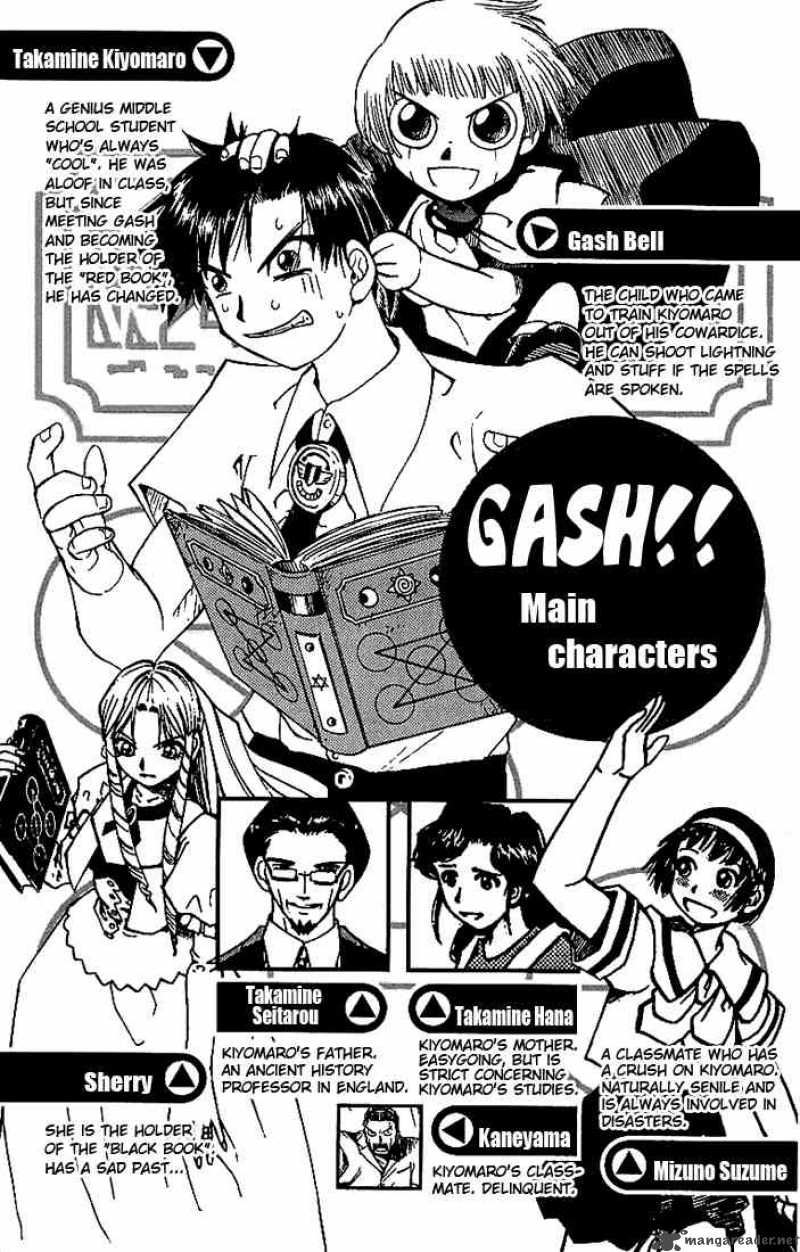 Takamine Kiyomaro
A GENIUS MIDDLE
SCHOOL STUDENT
WHO'S ALWAYS
"COOL". HE WAS
ALOOF IN CLASS,
BUT SINCE
MEETING GASH
AND BECOMING
THE HOLDER OF
THE "RED BOOK",
HE HAS CHANGED.
Gash Bell
THE CHILD WHO CAME
TO TRAIN KIYOMARO
OUT OF HIS COWARDICE.
HE CAN SHOOT LIGHTNING
AND STUFF IF THE SPELLS
ARE SPOKEN.
GASH!!
Main
characters
Takamine
Seitarou
KIYOMARO'S FATHER.
AN ANCIENT HISTORY
PROFESSOR IN ENGLAND.
Takamine Hana
KIYOMARO'S MOTHER.
EASYGOING, BUT IS
STRICT CONCERNING
KIYOMARO'S STUDIES.
A CLASSMATE WHO HAS
A CRUSH ON KIYOMARO.
NATURALLY SENILE AND
IS ALWAYS INVOLVED IN
DISASTERS.
Mizuno Suzume
Sherry
SHE IS THE HOLDER
OF THE "BLACK BOOK".
HAS A SAD PAST...
Kaneyama
KIYOMARO'S CLASS-
MATE. DELINQUENT.
mangareader.net